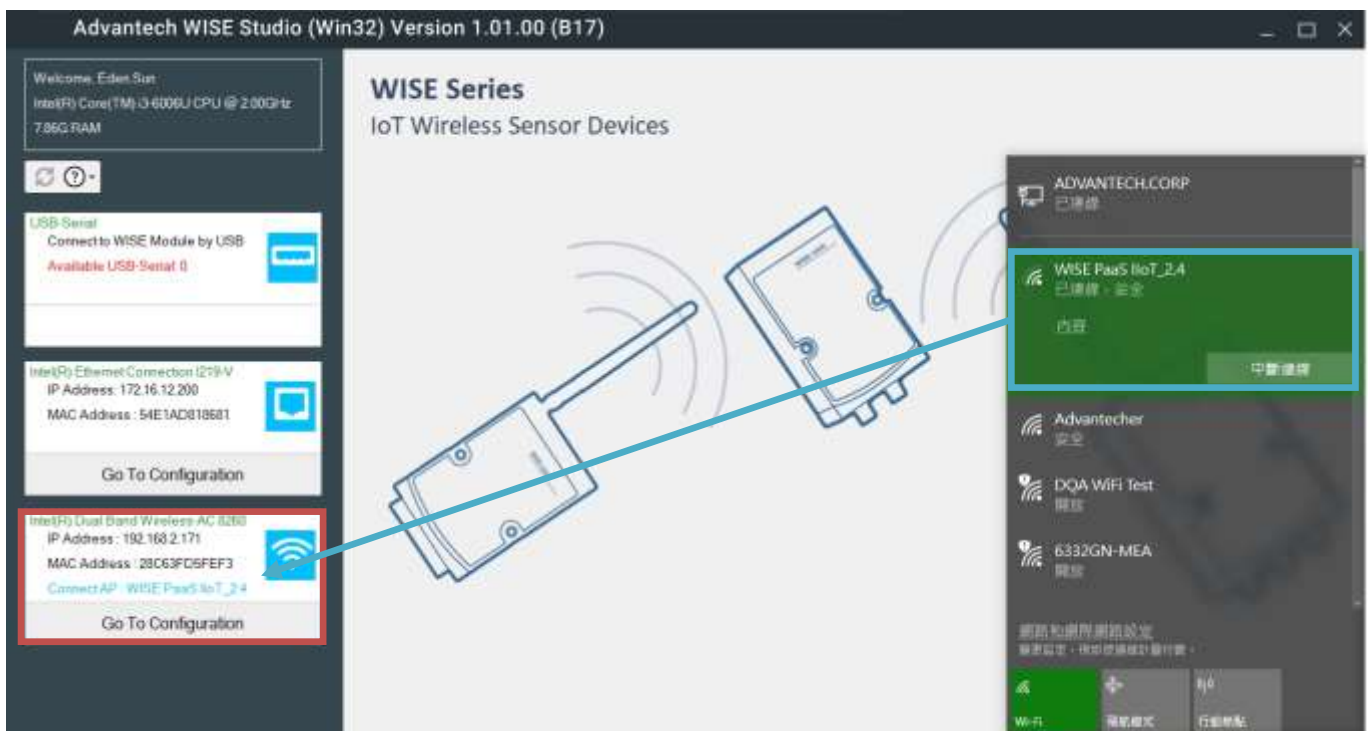 Advantech WISE Studio (Win32) Version 1.01.00 (B17)
Welcome, Eden Sun
Intel(R) Core(TM) i3-6006U CPU @ 2.00GHz
7.86G RAM
USB-Serial
Connect to WISE Module by USB
Available USB-Serial: 0
Intel(R) Ethernet Connection I219-V
IP Address : 172.16.12.200
MAC Address : 54E1AD818681
Go To Configuration
Intel(R) Dual Band Wireless-AC 8260
IP Address : 192.168.2.171
MAC Address : 28C63FD5FEF3
Connect AP : WISE PaaS IIoT_2.4
Go To Configuration
WISE Series
IoT Wireless Sensor Devices
ADVANTECH.CORP
已連線
WISE PaaS IIoT_2.4
已連線，安全
內容
中斷連線
Advantecher
安全
DQA WiFi Test
開放
6332GN-MEA
開放
網路和網際網路設定
Wi-Fi
飛航模式
行動熱點